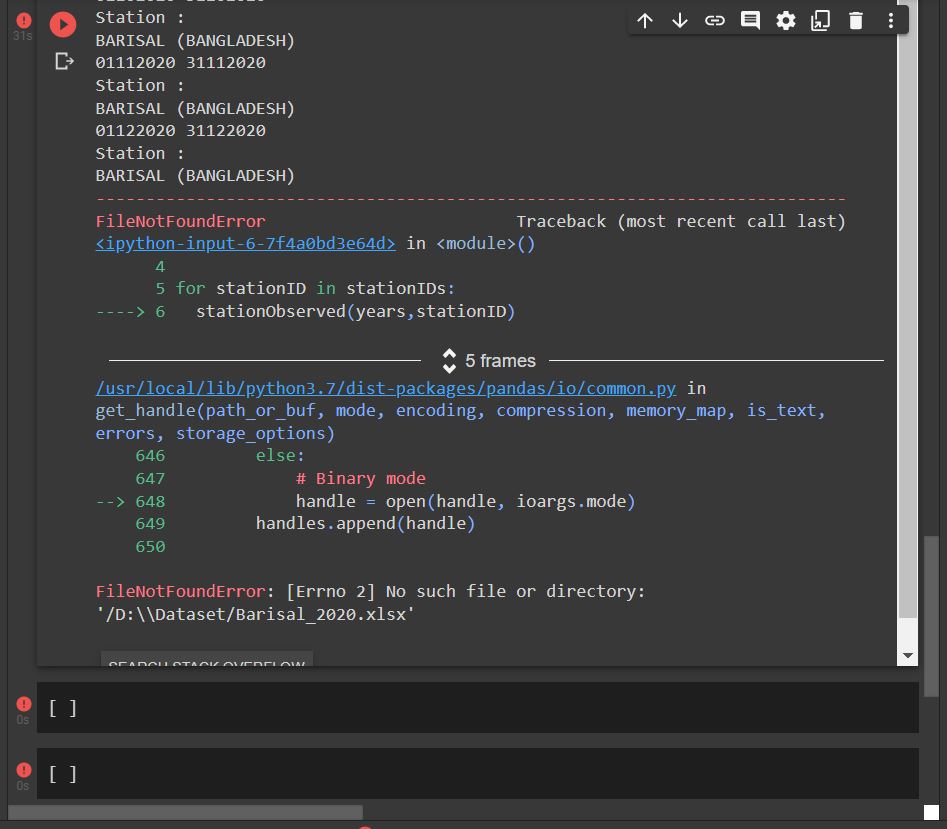 31s
Station :
BARISAL (BANGLADESH)
01112020 31112020
Station :
BARISAL (BANGLADESH)
01122020 31122020
Station :
BARISAL (BANGLADESH)
---------------------------------------------------------------------------
FileNotFoundError                         Traceback (most recent call last)
<ipython-input-6-7f4a0bd3e64d> in <module>()
      4
      5 for stationID in stationIDs:
----> 6   stationObserved(years,stationID)
5 frames
/usr/local/lib/python3.7/dist-packages/pandas/io/common.py in
get_handle(path_or_buf, mode, encoding, compression, memory_map, is_text,
errors, storage_options)
    646         else:
    647             # Binary mode
--> 648             handle = open(handle, ioargs.mode)
    649         handles.append(handle)
    650
FileNotFoundError: [Errno 2] No such file or directory:
'/D:\\Dataset/Barisal_2020.xlsx'
SEARCH STACK OVERFLOW
[ ]
0s
[ ]
0s